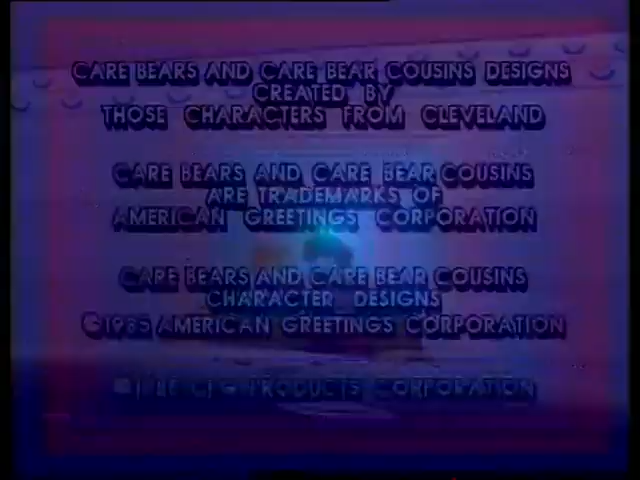 CARE BEARS AND CARE BEAR COUSINS DESIGNS
CREATED BY
THOSE CHARACTERS FROM CLEVELAND
CARE BEARS AND CARE BEAR COUSINS
ARE TRADEMARKS OF
AMERICAN GREETINGS CORPORATION
CARE BEARS AND CARE BEAR COUSINS
CHARACTER DESIGNS
©1985 AMERICAN GREETINGS CORPORATION
PRODUCTS CORPORATION